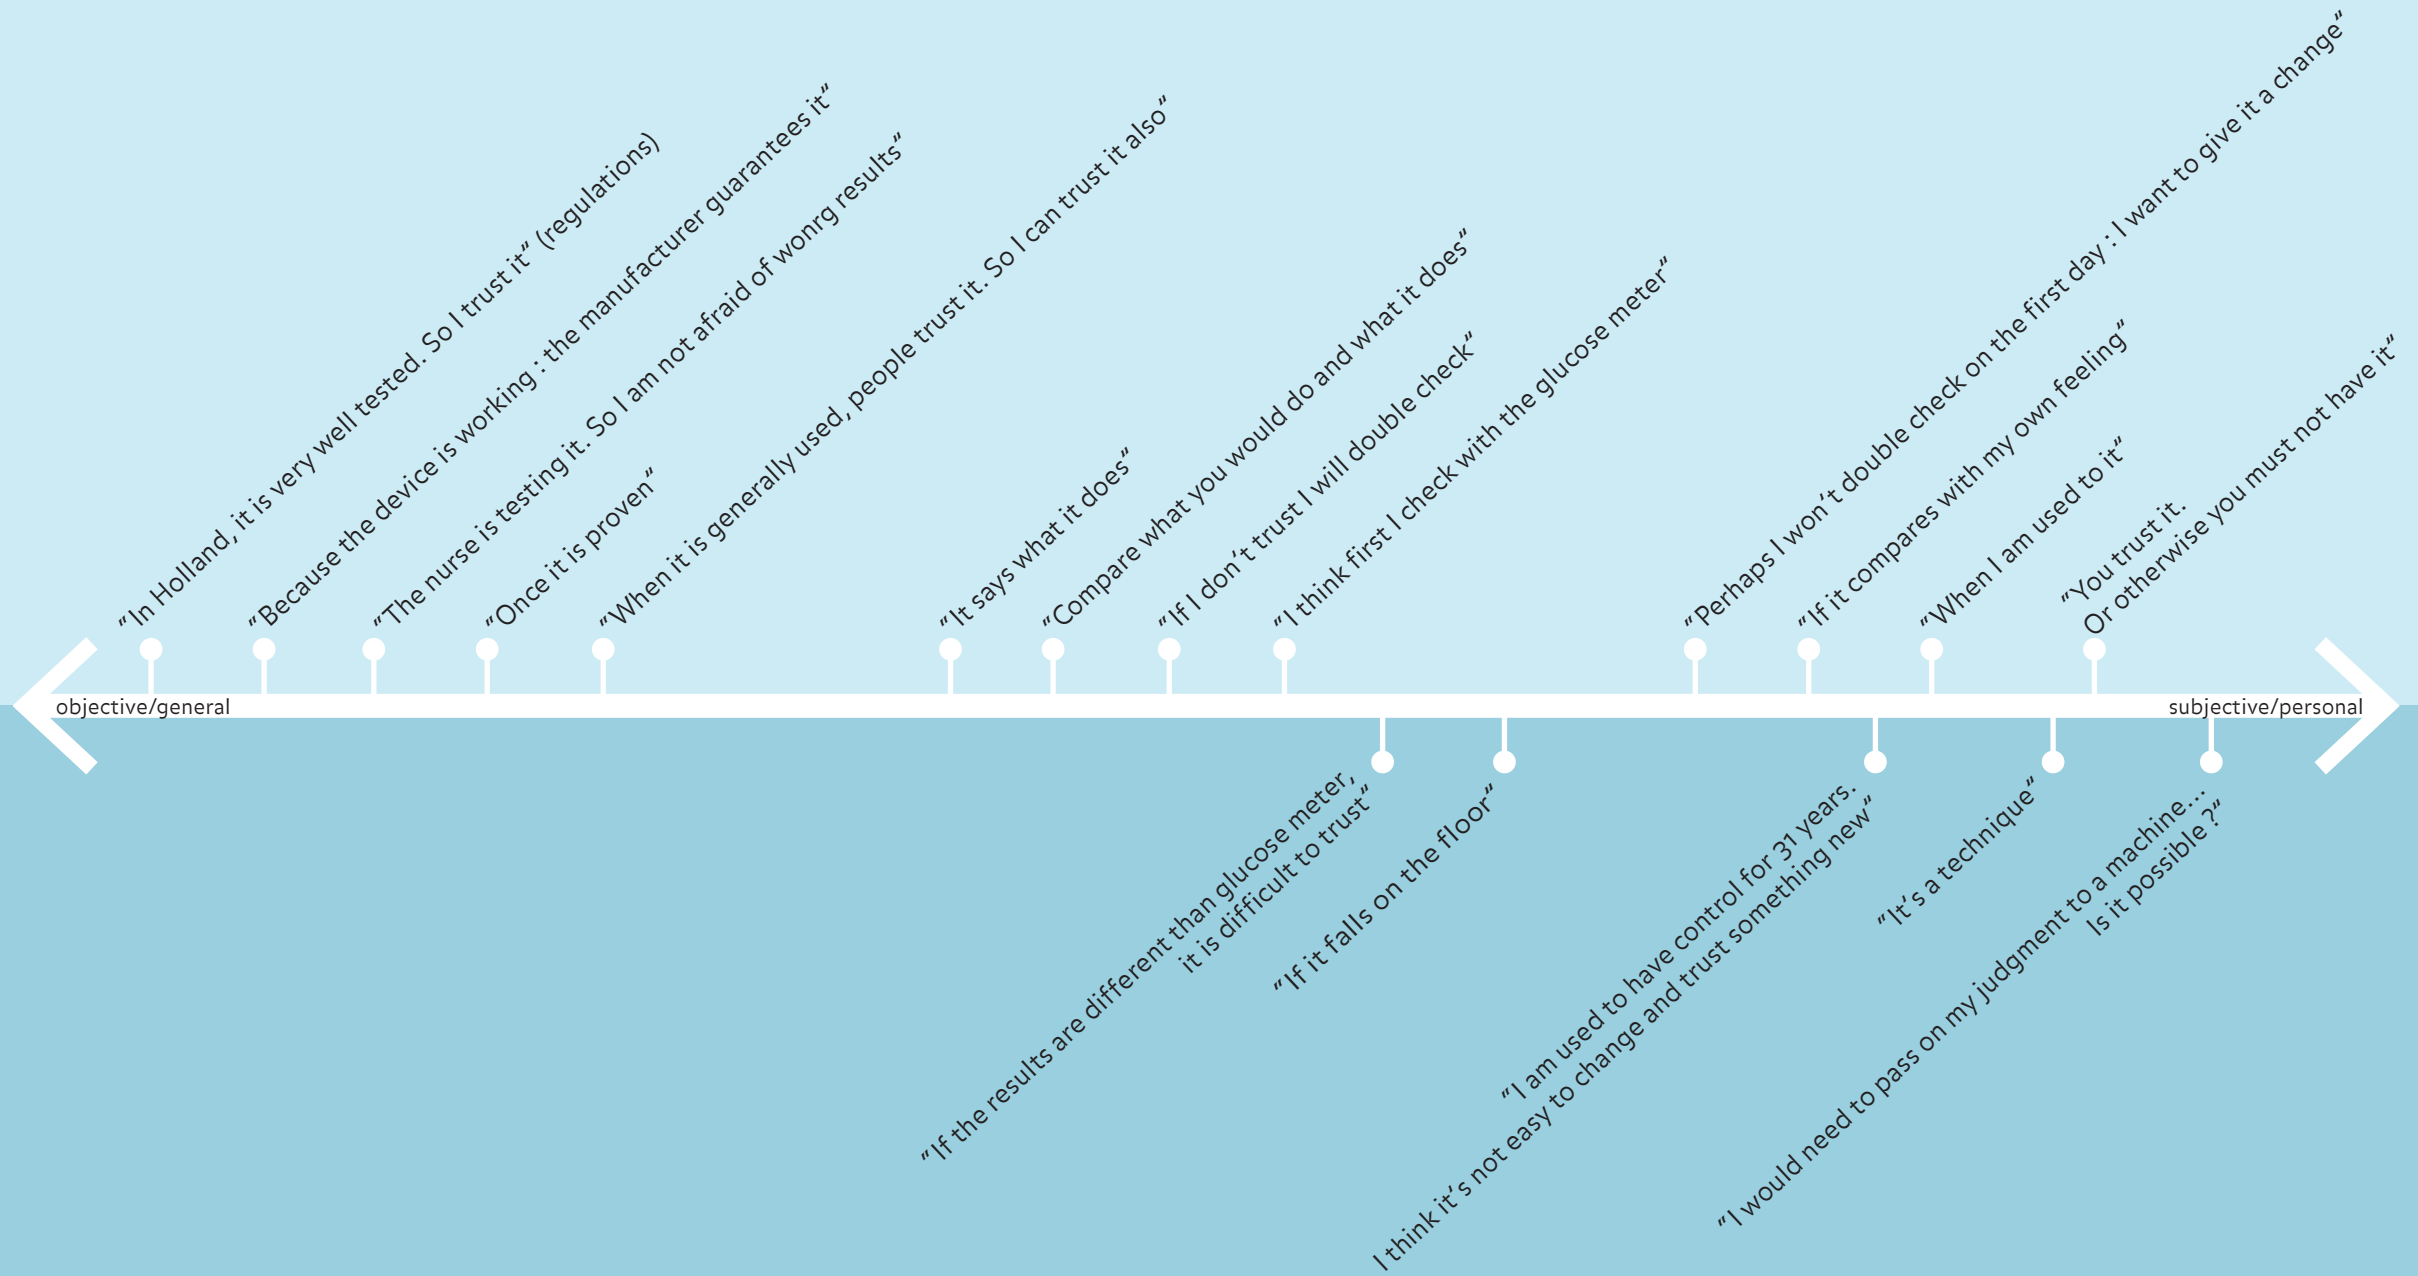 “In Holland, it is very well tested. So I trust it” (regulations)
“Because the device is working : the manufacturer guarantees it”
“The nurse is testing it. So I am not afraid of wonrg results”
“Once it is proven”
“When it is generally used, people trust it. So I can trust it also”
“It says what it does”
“Compare what you would do and what it does”
“If I don’t trust I will double check”
“I think first I check with the glucose meter”
“Perhaps I won’t double check on the first day : I want to give it a change”
“If it compares with my own feeling”
“When I am used to it”
“You trust it.
Or otherwise you must not have it”
objective/general
subjective/personal
“If the results are different than glucose meter,
it is difficult to trust”
“If it falls on the floor”
“I am used to have control for 31 years.
I think it’s not easy to change and trust something new”
“It’s a technique”
“I would need to pass on my judgment to a machine...
Is it possible ?”